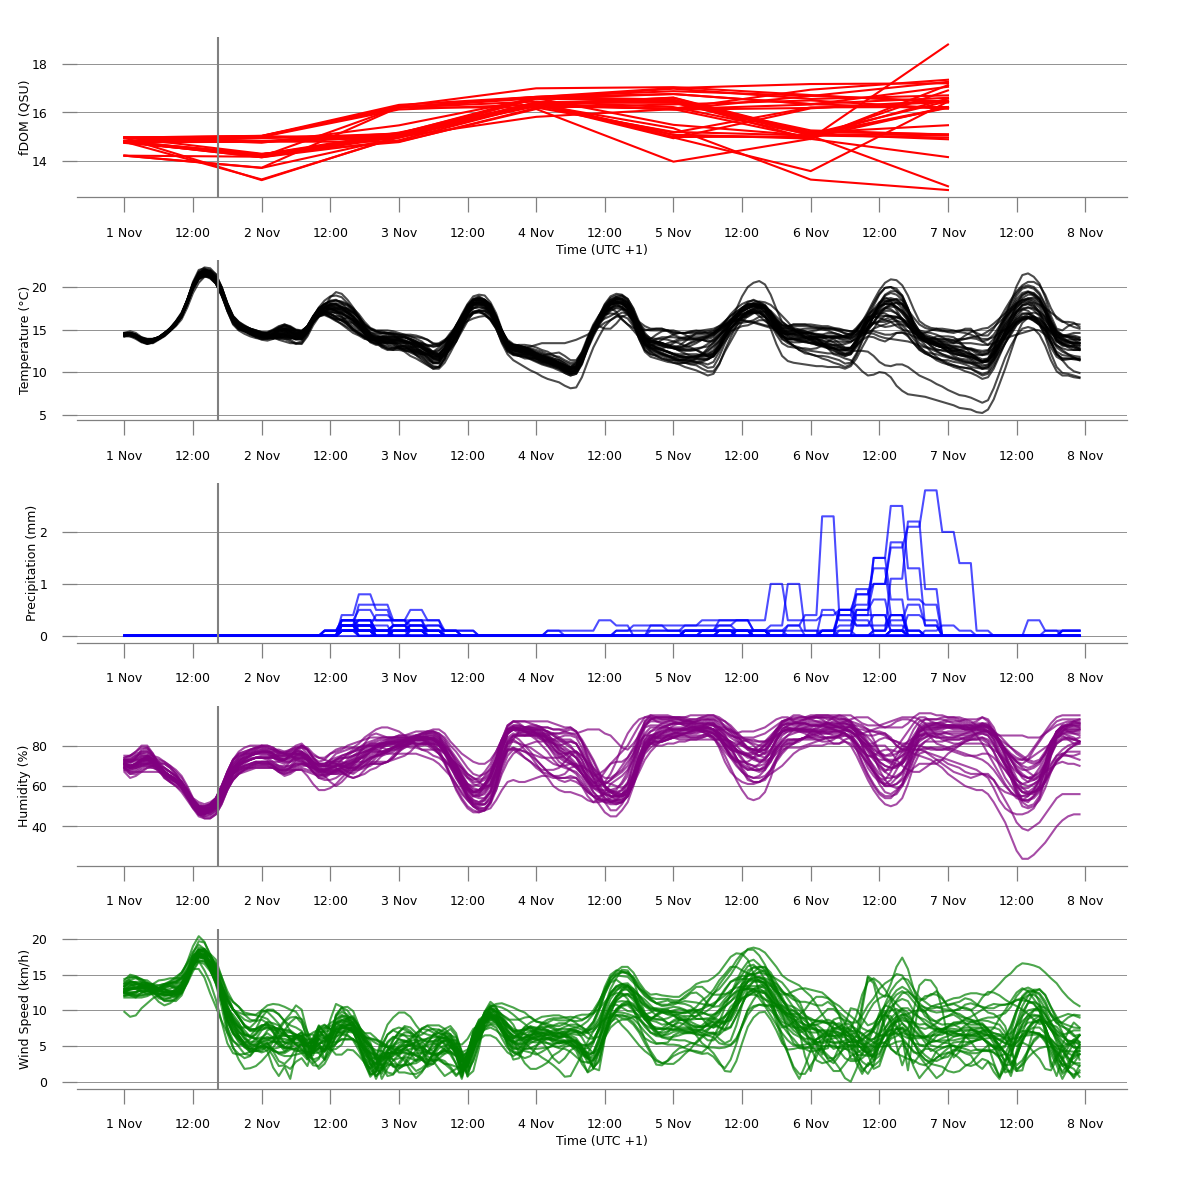 fDOM (QSU)
18
16
14
1 Nov 12:00 2 Nov 12:00 3 Nov 12:00 4 Nov 12:00 5 Nov 12:00 6 Nov 12:00 7 Nov 12:00 8 Nov
Time (UTC +1)
Temperature (°C)
20
15
10
5
1 Nov 12:00 2 Nov 12:00 3 Nov 12:00 4 Nov 12:00 5 Nov 12:00 6 Nov 12:00 7 Nov 12:00 8 Nov
Precipitation (mm)
2
1
0
1 Nov 12:00 2 Nov 12:00 3 Nov 12:00 4 Nov 12:00 5 Nov 12:00 6 Nov 12:00 7 Nov 12:00 8 Nov
Humidity (%)
80
60
40
1 Nov 12:00 2 Nov 12:00 3 Nov 12:00 4 Nov 12:00 5 Nov 12:00 6 Nov 12:00 7 Nov 12:00 8 Nov
Wind Speed (km/h)
20
15
10
5
0
1 Nov 12:00 2 Nov 12:00 3 Nov 12:00 4 Nov 12:00 5 Nov 12:00 6 Nov 12:00 7 Nov 12:00 8 Nov
Time (UTC +1)